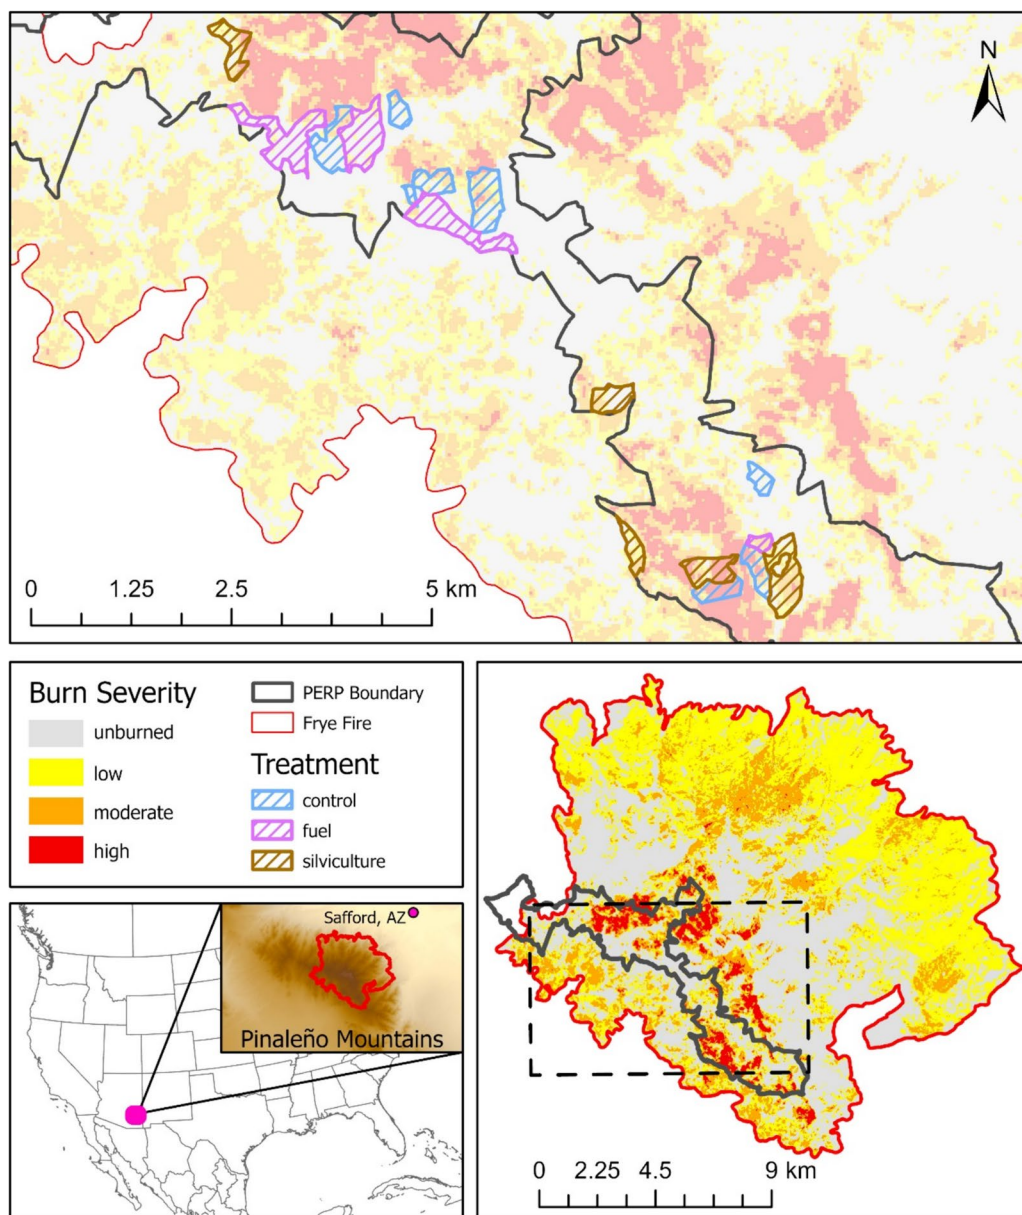 N
0 1.25 2.5 5 km
Burn Severity
unburned
low
moderate
high
PERP Boundary
Frye Fire
Treatment
control
fuel
silviculture
Safford, AZ
Pinaleño Mountains
0 2.25 4.5 9 km